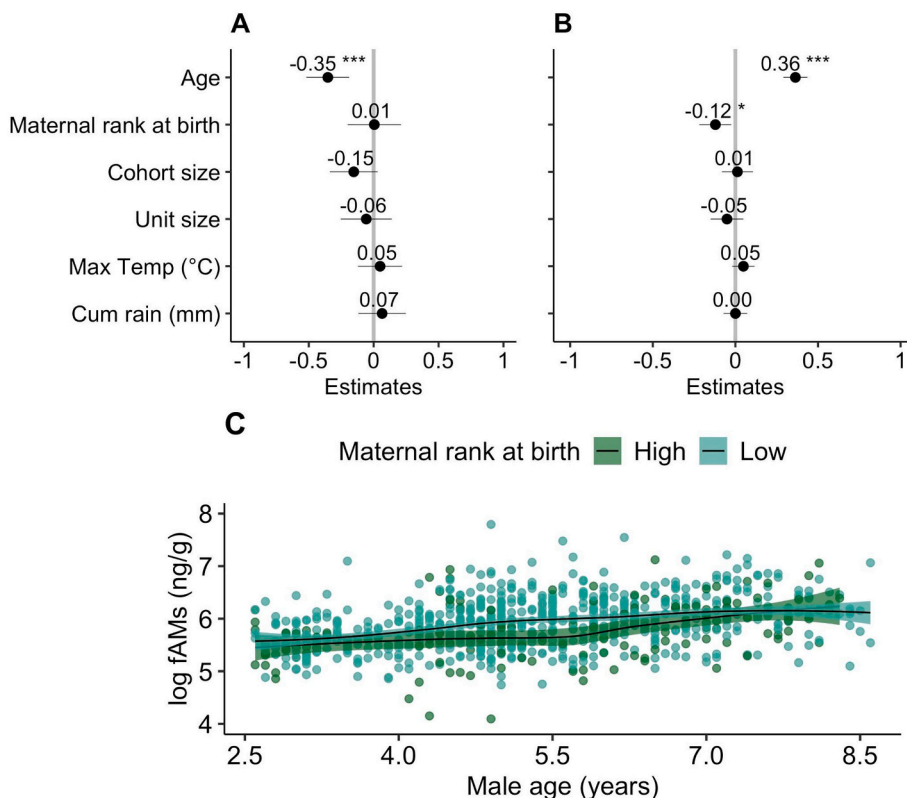 A
B
Age
-0.35 ***
0.36 ***
Maternal rank at birth
0.01
-0.12 *
Cohort size
-0.15
0.01
Unit size
-0.06
-0.05
Max Temp (°C)
0.05
0.05
Cum rain (mm)
0.07
0.00
-1 -0.5 0 0.5 1
-1 -0.5 0 0.5 1
Estimates
Estimates
C
Maternal rank at birth High Low
log fAMs (ng/g)
8
7
6
5
4
2.5 4.0 5.5 7.0 8.5
Male age (years)